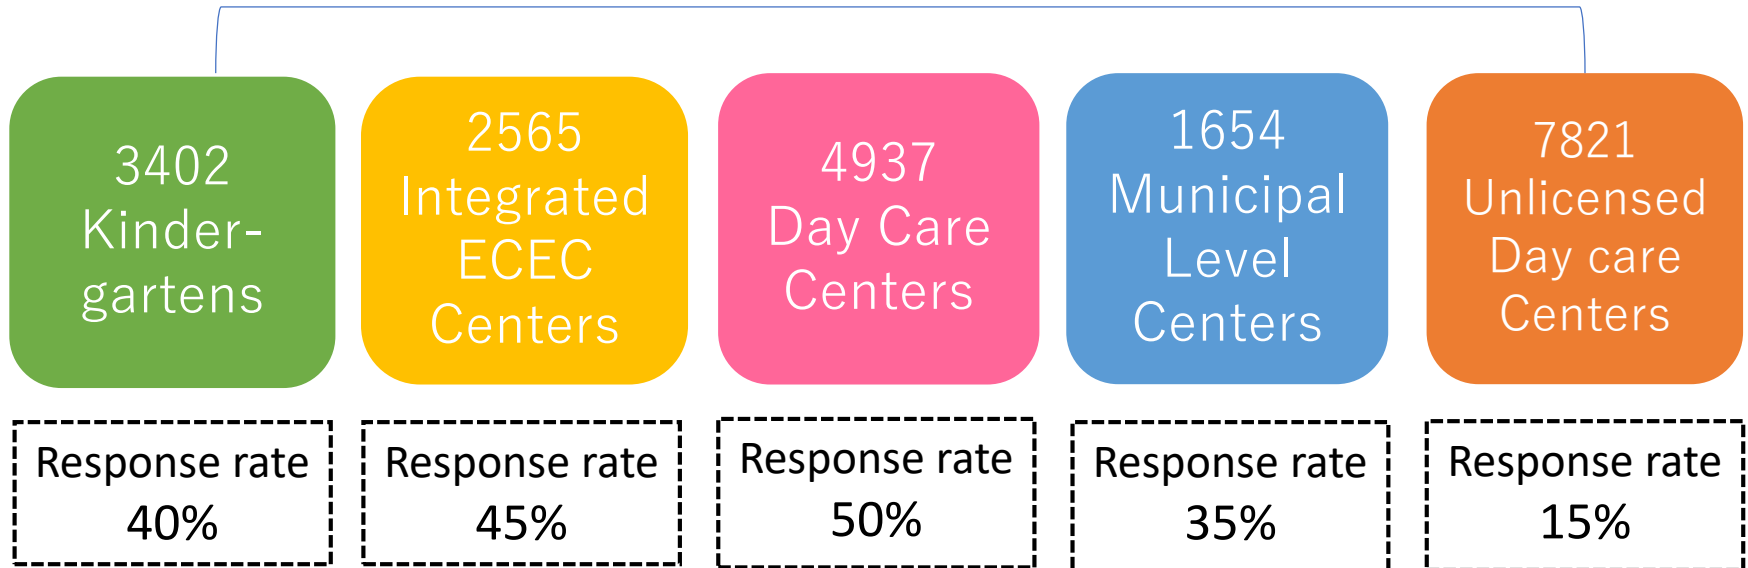 3402
Kinder-
gartens
Response rate
40%
2565
Integrated
ECEC
Centers
Response rate
45%
4937
Day Care
Centers
Response rate
50%
1654
Municipal
Level
Centers
Response rate
35%
7821
Unlicensed
Day care
Centers
Response rate
15%